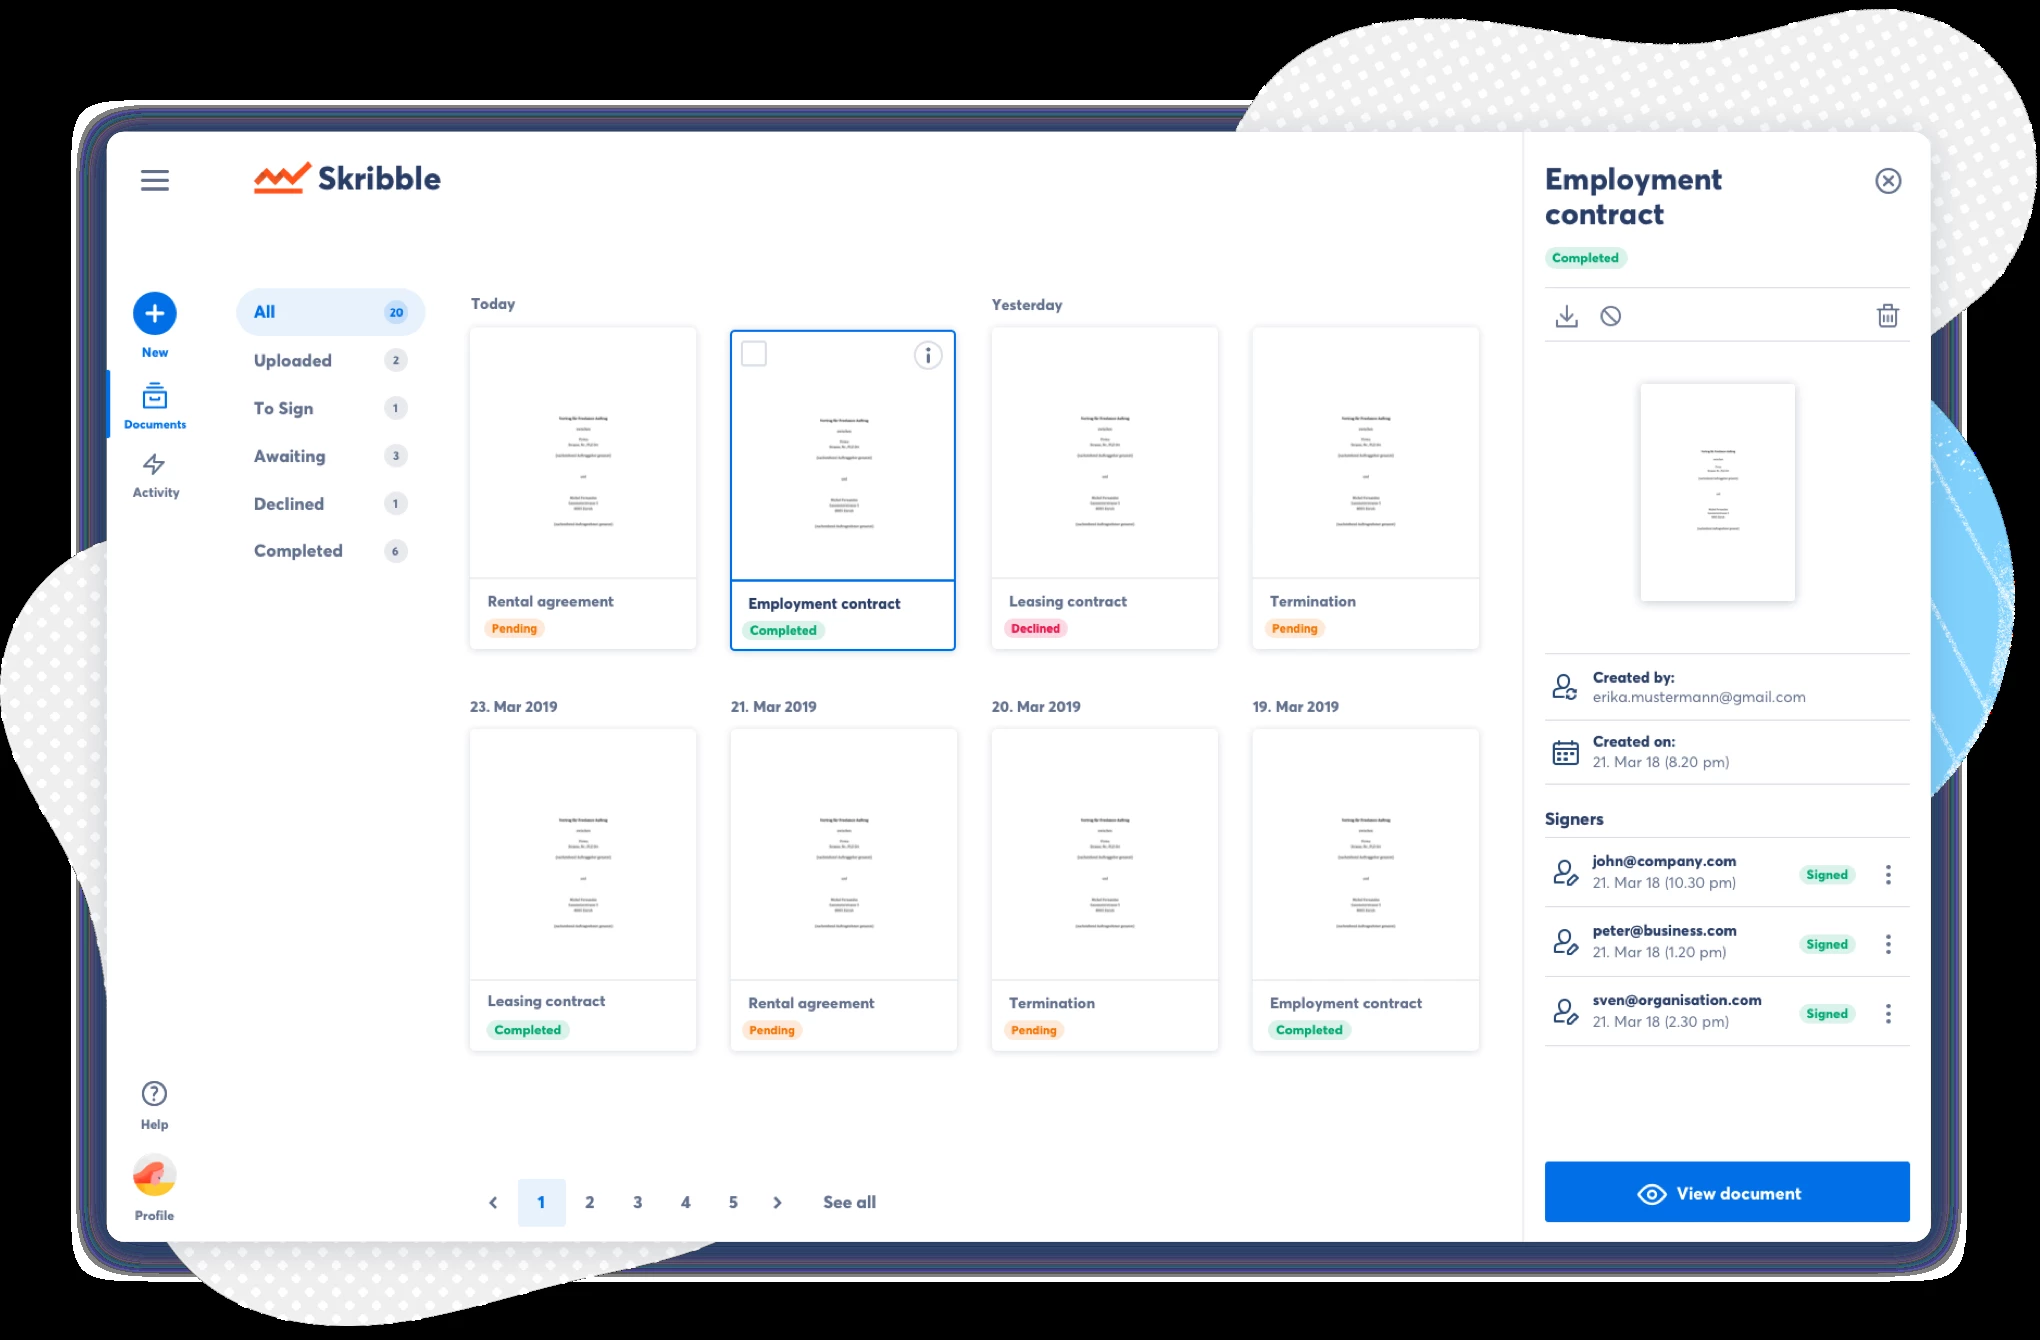 Skribble
New
Documents
Activity
Help
Profile
All 20
Uploaded 2
To Sign 1
Awaiting 3
Declined 1
Completed 6
Today
Yesterday
Rental agreement
Pending
Employment contract
Completed
Leasing contract
Declined
Termination
Pending
23. Mar 2019
21. Mar 2019
20. Mar 2019
19. Mar 2019
Leasing contract
Completed
Rental agreement
Pending
Termination
Pending
Employment contract
Completed
1 2 3 4 5 See all
Employment
contract
Completed
Created by:
erika.mustermann@gmail.com
Created on:
21. Mar 18 (8.20 pm)
Signers
john@company.com
21. Mar 18 (10.30 pm)
Signed
peter@business.com
21. Mar 18 (1.20 pm)
Signed
sven@organisation.com
21. Mar 18 (2.30 pm)
Signed
View document